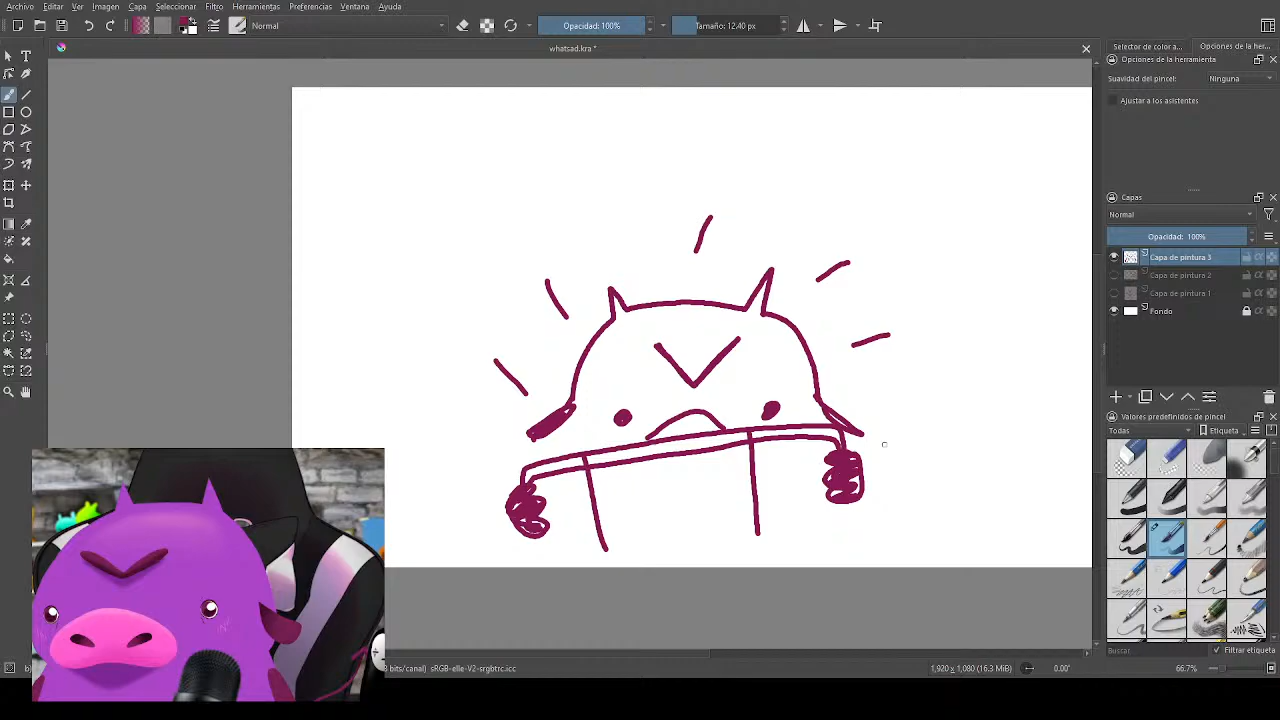 Archivo Editar Ver Imagen Capa Seleccionar Filtro Herramientas Preferencias Ventana Ayuda
Normal Opacidad: 100% Tamaño: 12.40 px
whatsad.kra *
Selector de color a... Opciones de la her...
Opciones de la herramienta
Suavidad del pincel: Ninguna
Ajustar a los asistentes
Capas
Normal
Opacidad: 100%
Capa de pintura 3
Capa de pintura 2
Capa de pintura 1
Fondo
Valores predefinidos de pincel
Todas Etiqueta
Buscar Filtrar etiqueta
bits/canal) sRGB-elle-V2-srgbtrc.icc 1,920 x 1,080 (16.3 MiB) 0.00° 66.7%